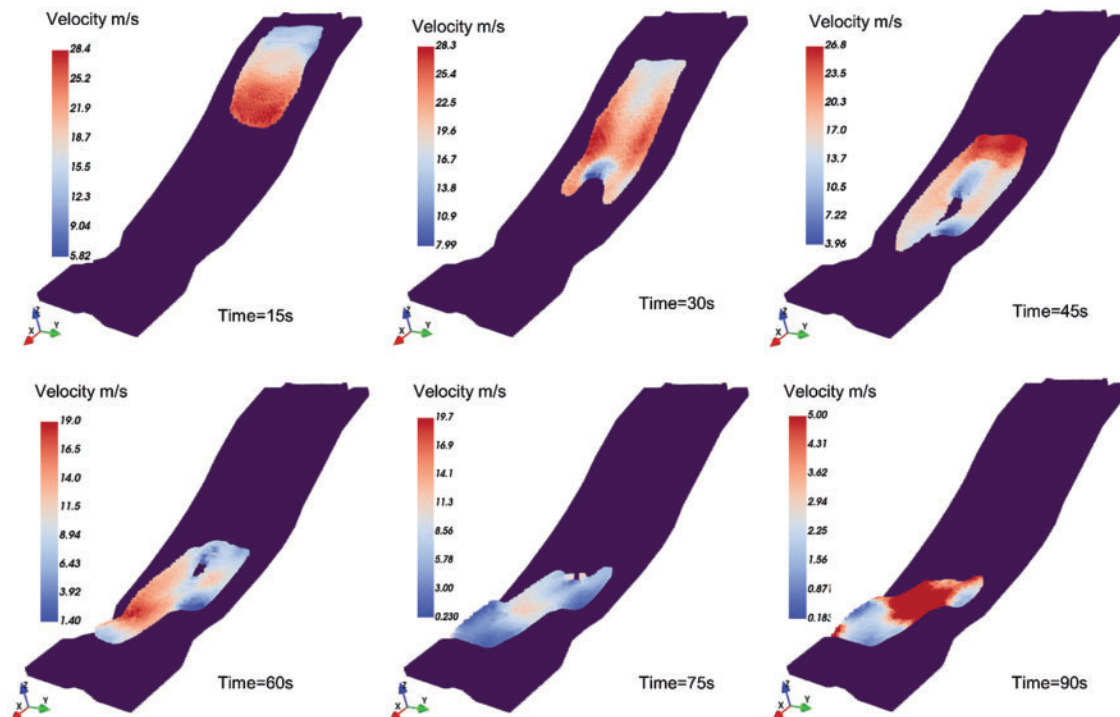 Velocity m/s
28.4
25.2
21.9
18.7
15.5
12.3
9.04
5.82
Z
X
Y
Time=15s
Velocity m/s
28.3
25.4
22.5
19.6
16.7
13.8
10.9
7.99
Z
X
Y
Time=30s
Velocity m/s
26.8
23.6
20.3
17.0
13.7
10.5
7.22
3.96
Z
X
Y
Time=45s
Velocity m/s
19.0
16.5
14.0
11.5
8.94
6.43
3.92
1.40
Z
X
Y
Time=60s
Velocity m/s
19.7
16.9
14.1
11.3
8.56
5.78
3.00
0.230
Z
X
Y
Time=75s
Velocity m/s
5.00
4.31
3.62
2.94
2.25
1.56
0.871
0.183
Z
X
Y
Time=90s